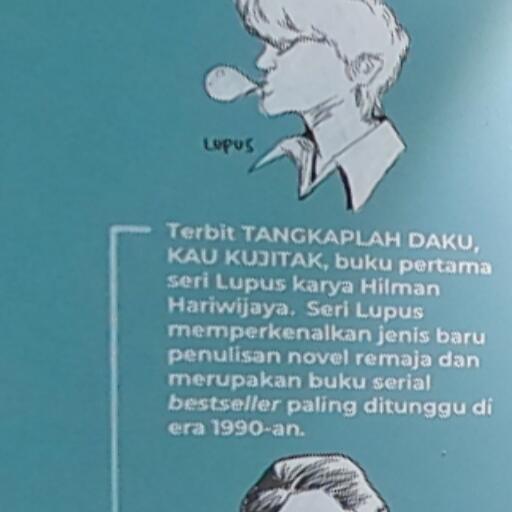 Lupus
Terbit TANGKAPLAH DAKU,
KAU KUJITAK, buku pertama
seri Lupus karya Hilman
Hariwijaya. Seri Lupus
memperkenalkan jenis baru
penulisan novel remaja dan
merupakan buku serial
bestseller paling ditunggu di
era 1990-an.